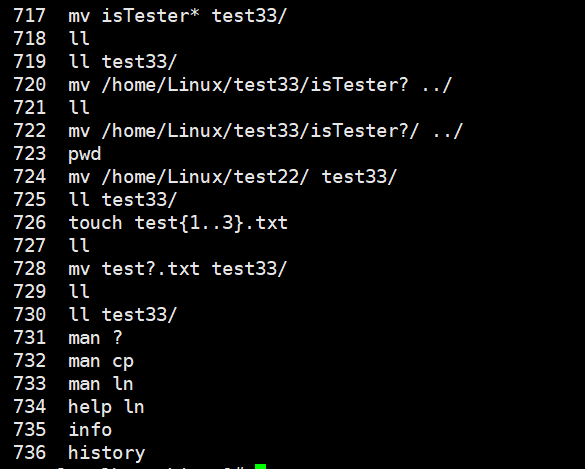 717 mv isTester* test33/
718 ll
719 ll test33/
720 mv /home/Linux/test33/isTester? ../
721 ll
722 mv /home/Linux/test33/isTester?/ ../
723 pwd
724 mv /home/Linux/test22/ test33/
725 ll test33/
726 touch test{1..3}.txt
727 ll
728 mv test?.txt test33/
729 ll
730 ll test33/
731 man ?
732 man cp
733 man ln
734 help ln
735 info
736 history